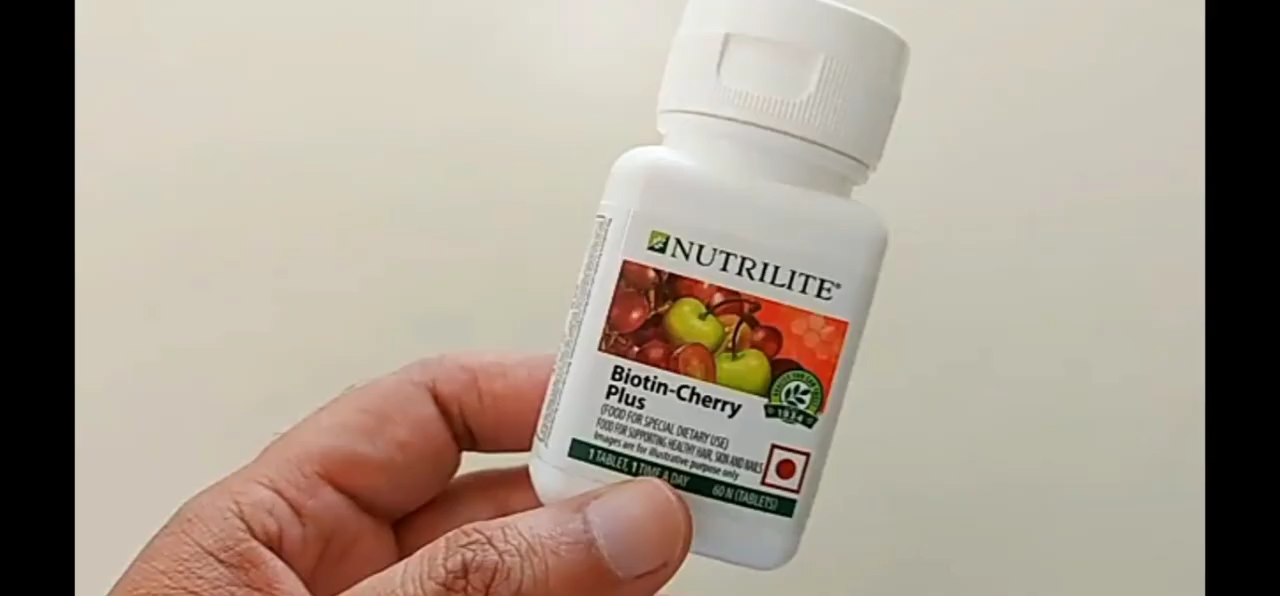 NUTRILITE®
Biotin-Cherry
Plus
(FOOD FOR SPECIAL DIETARY USE)
FOOD FOR SUPPORTING HEALTHY HAIR, SKIN AND NAILS
Images are for illustrative purpose only
1 TABLET, 1 TIME A DAY 60 N (TABLETS)